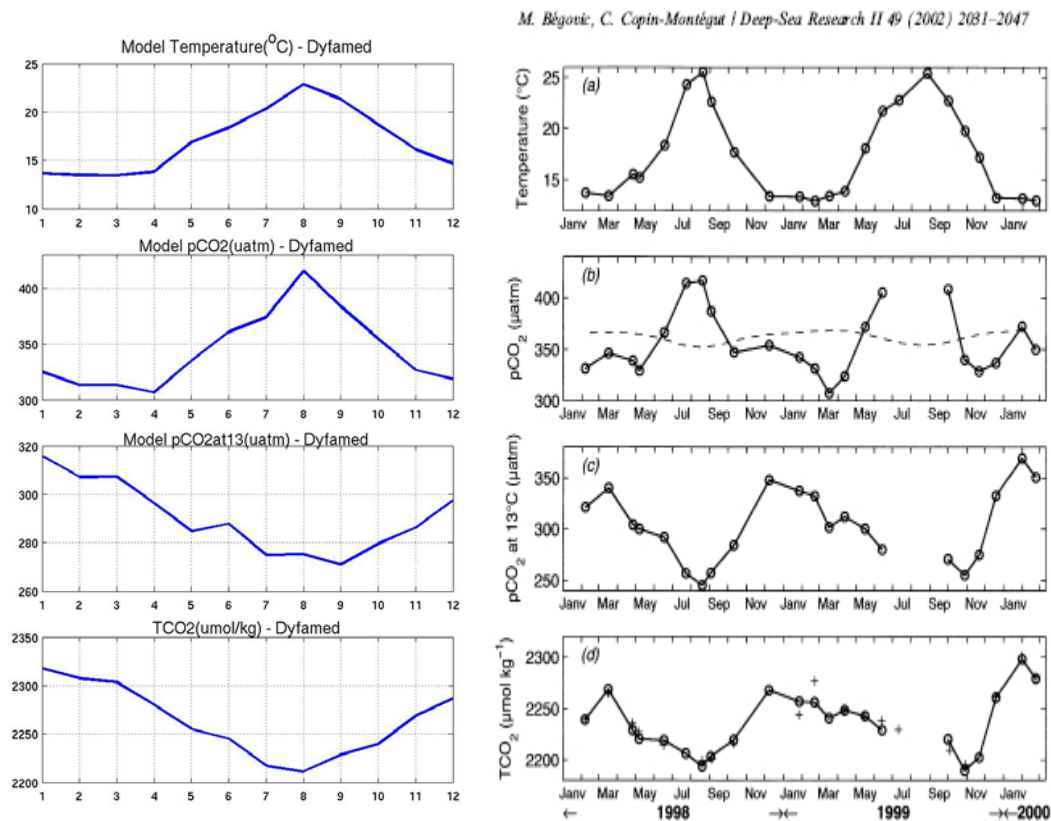 M. Bégovic, C. Copin-Montégut / Deep-Sea Research II 49 (2002) 2031–2047
Model Temperature(°C) - Dyfamed
25
20
15
10
1 2 3 4 5 6 7 8 9 10 11 12
Model pCO2(uatm) - Dyfamed
400
350
300
1 2 3 4 5 6 7 8 9 10 11 12
Model pCO2at13(uatm) - Dyfamed
320
300
280
260
1 2 3 4 5 6 7 8 9 10 11 12
TCO2(umol/kg) - Dyfamed
2350
2300
2250
2200
1 2 3 4 5 6 7 8 9 10 11 12
(a)
Temperature (°C)
25
20
15
Janv Mar May Jul Sep Nov Janv Mar May Jul Sep Nov Janv
(b)
pCO₂ (µatm)
400
350
300
Janv Mar May Jul Sep Nov Janv Mar May Jul Sep Nov Janv
(c)
pCO₂ at 13°C (µatm)
350
300
250
Janv Mar May Jul Sep Nov Janv Mar May Jul Sep Nov Janv
(d)
TCO₂ (µmol kg⁻¹)
2300
2250
2200
Janv Mar May Jul Sep Nov Janv Mar May Jul Sep Nov Janv
1998 1999 2000